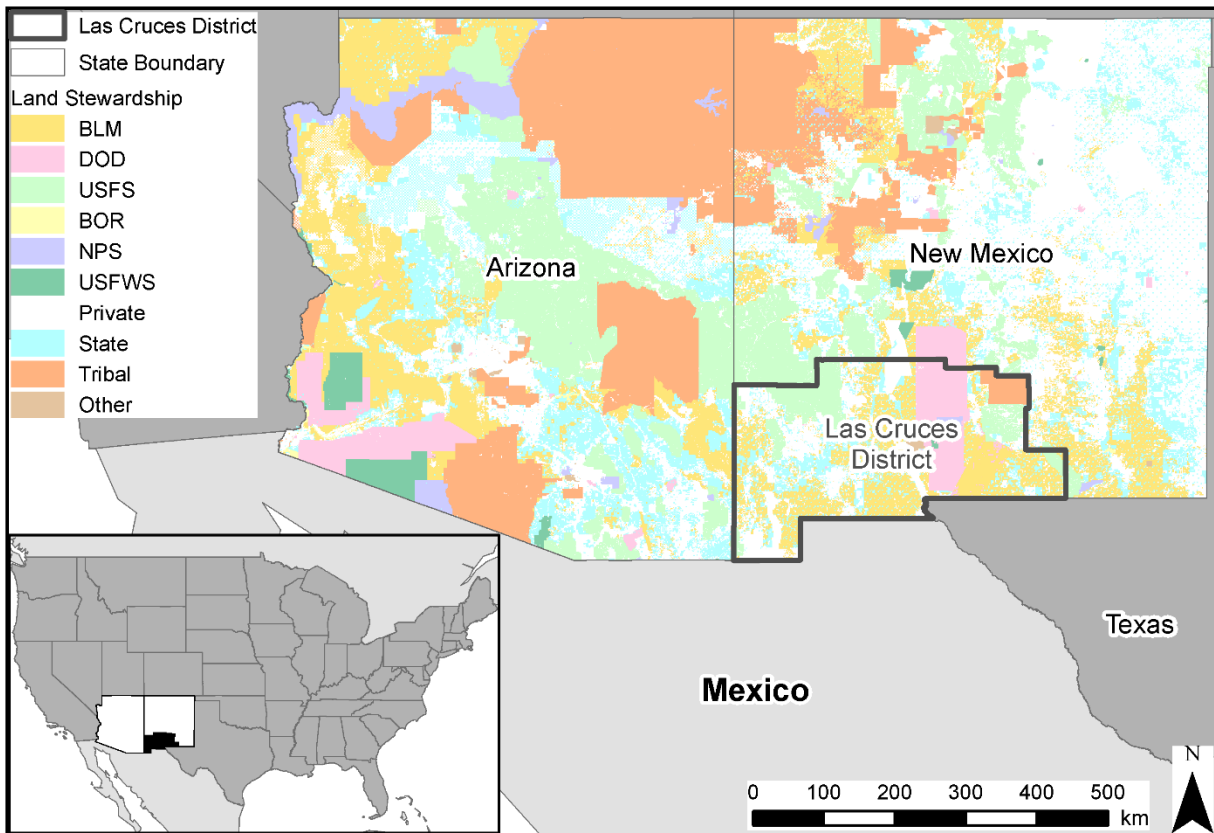 Las Cruces District
State Boundary
Land Stewardship
BLM
DOD
USFS
BOR
NPS
USFWS
Private
State
Tribal
Other
Arizona
New Mexico
Las Cruces
District
Texas
Mexico
N
0 100 200 300 400 500
km